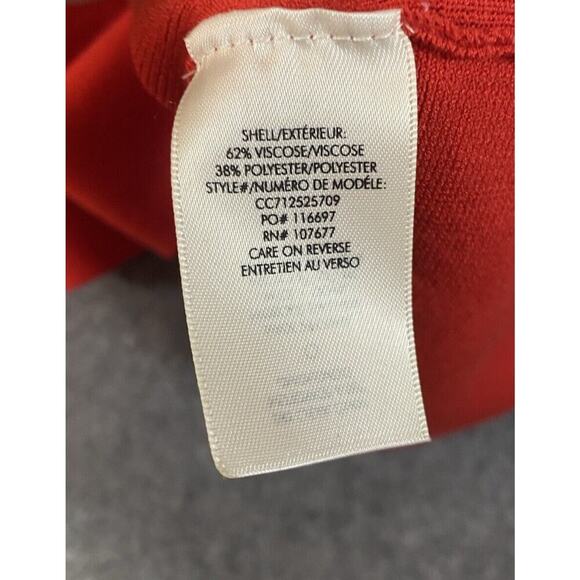 SHELL/EXTÉRIEUR:
62% VISCOSE/VISCOSE
38% POLYESTER/POLYESTER
STYLE#/NUMÉRO DE MODÉLE:
CC712525709
PO# 116697
RN# 107677
CARE ON REVERSE
ENTRETIEN AU VERSO